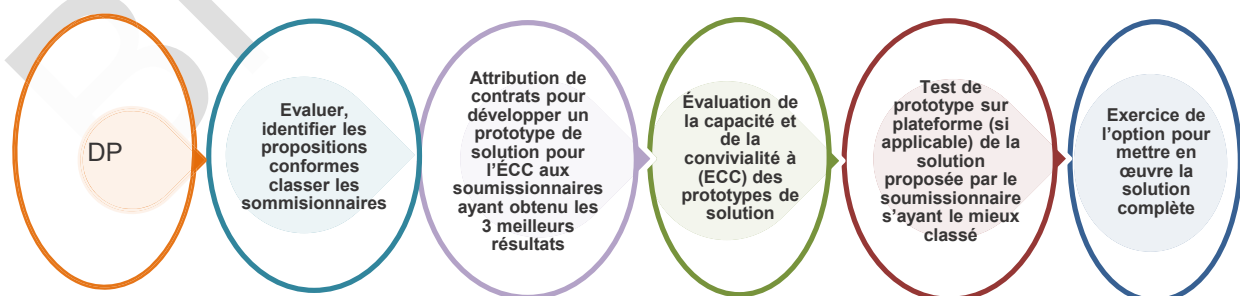 DP
Evaluer,
identifier les
propositions
conformes
classer les
sommisionnaires
Attribution de
contrats pour
développer un
prototype de
solution pour
l’ÉCC aux
soumissionnaires
ayant obtenu les
3 meilleurs
résultats
Évaluation de
la capacité et
de la
convivialité à
(ECC) des
prototypes de
solution
Test de
prototype sur
plateforme (si
applicable) de la
solution
proposée par le
soumissionnaire
s’ayant le mieux
classé
Exercice de
l’option pour
mettre en
œuvre la
solution
complète